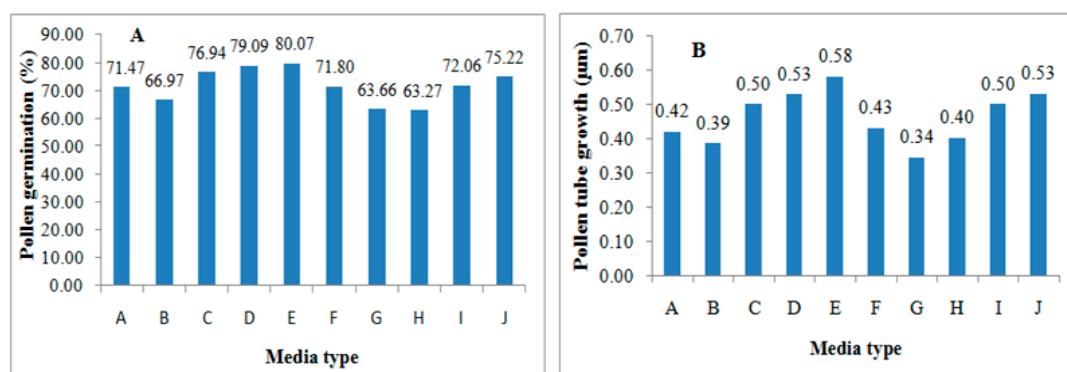 A
Pollen germination (%)
90.00
80.00
70.00
60.00
50.00
40.00
30.00
20.00
10.00
0.00
71.47 66.97 76.94 79.09 80.07 71.80 63.66 63.27 72.06 75.22
A B C D E F G H I J
Media type
B
Pollen tube growth (µm)
0.70
0.60
0.50
0.40
0.30
0.20
0.10
0.00
0.42 0.39 0.50 0.53 0.58 0.43 0.34 0.40 0.50 0.53
A B C D E F G H I J
Media type